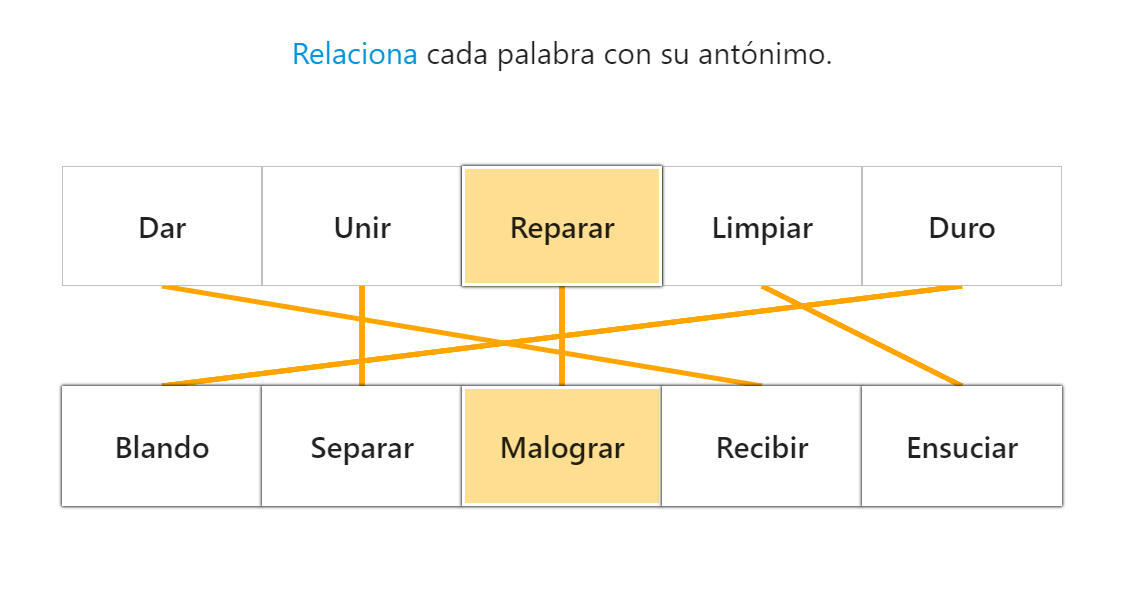 Relaciona cada palabra con su antónimo.
Dar Unir Reparar Limpiar Duro
Blando Separar Malograr Recibir Ensuciar